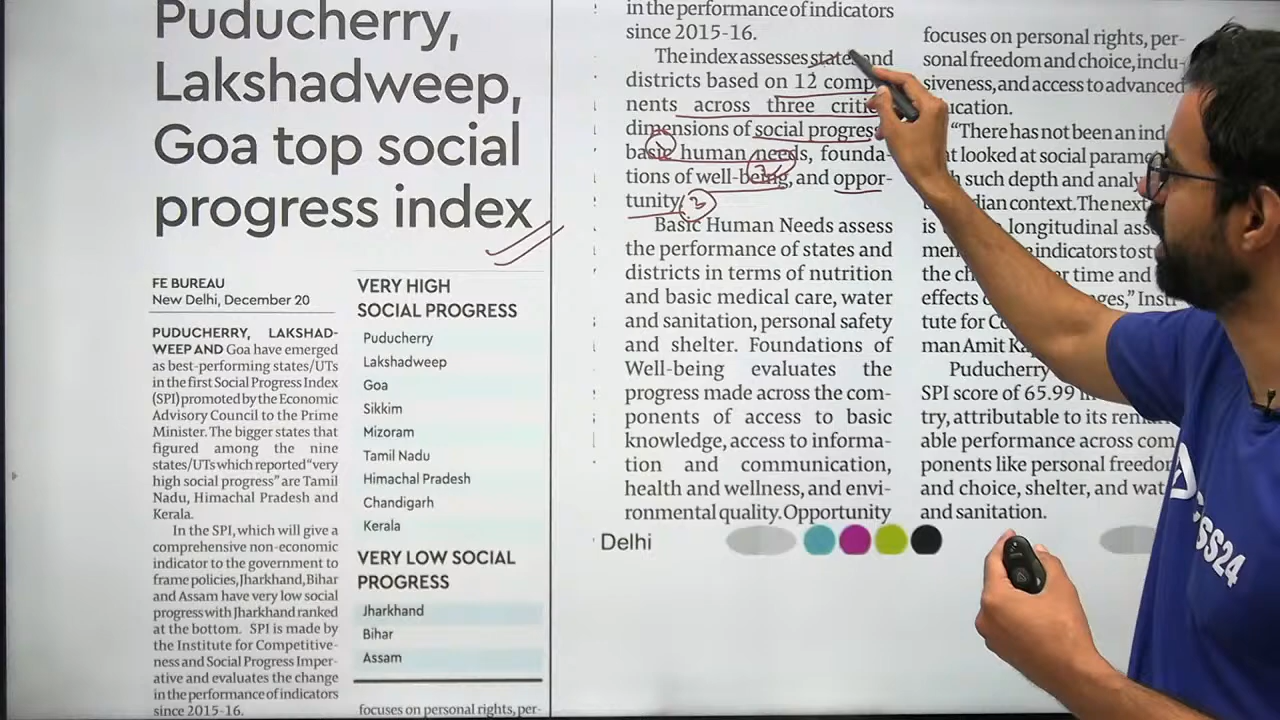 Puducherry,
Lakshadweep,
Goa top social
progress index
FE BUREAU
New Delhi, December 20
PUDUCHERRY, LAKSHAD-
WEEP AND Goa have emerged
as best-performing states/UTs
in the first Social Progress Index
(SPI) promoted by the Economic
Advisory Council to the Prime
Minister. The bigger states that
figured among the nine
states/UTs which reported "very
high social progress" are Tamil
Nadu, Himachal Pradesh and
Kerala.
In the SPI, which will give a
comprehensive non-economic
indicator to the government to
frame policies, Jharkhand, Bihar
and Assam have very low social
progress with Jharkhand ranked
at the bottom. SPI is made by
the Institute for Competitive-
ness and Social Progress Imper-
ative and evaluates the change
in the performance of indicators
since 2015-16.
VERY HIGH
SOCIAL PROGRESS
Puducherry
Lakshadweep
Goa
Sikkim
Mizoram
Tamil Nadu
Himachal Pradesh
Chandigarh
Kerala
VERY LOW SOCIAL
PROGRESS
Jharkhand
Bihar
Assam
focuses on personal rights, per-
in the performance of indicators
since 2015-16.
The index assesses states and
districts based on 12 comp
nents across three critic
dimensions of social progress
basic human needs, founda-
tions of well-being, and oppor-
tunity.
1
2
3
Basic Human Needs assess
the performance of states and
districts in terms of nutrition
and basic medical care, water
and sanitation, personal safety
and shelter. Foundations of
Well-being evaluates the
progress made across the com-
ponents of access to basic
knowledge, access to informa-
tion and communication,
health and wellness, and envi-
ronmental quality. Opportunity
Delhi
focuses on personal rights, per-
sonal freedom and choice, inclu-
siveness, and access to advanced
ucation.
"There has not been an ind
at looked at social param
such depth and analy
dian context. The next
is longitudinal ass
men indicators to st
the ch er time and
effects ges," Insti
tute for Co
man Amit Ka
Puducherry
SPI score of 65.99 in
try, attributable to its rem
able performance across com
ponents like personal freedom
and choice, shelter, and wat
and sanitation.
SS24